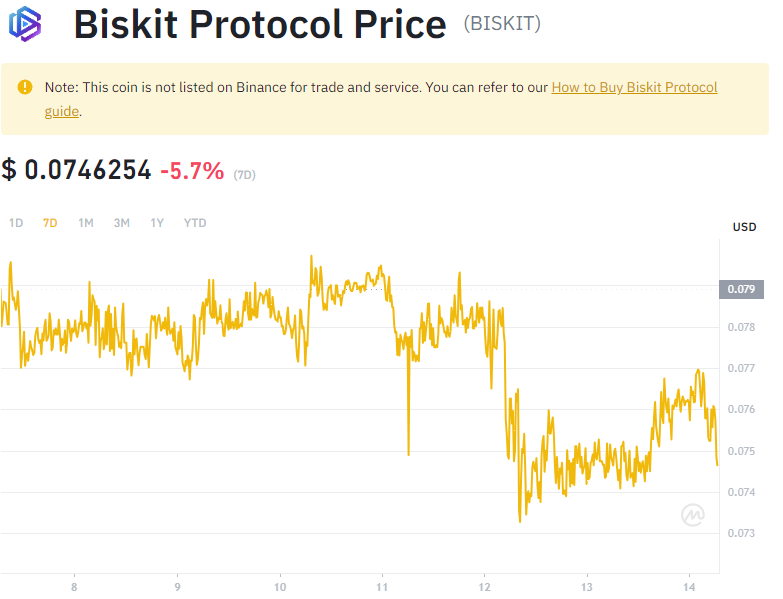 Biskit Protocol Price (BISKIT)
Note: This coin is not listed on Binance for trade and service. You can refer to our How to Buy Biskit Protocol
guide.
$ 0.0746254 -5.7% (7D)
1D 7D 1M 3M 1Y YTD
USD
0.079
0.078
0.077
0.076
0.075
0.074
0.073
8 9 10 11 12 13 14